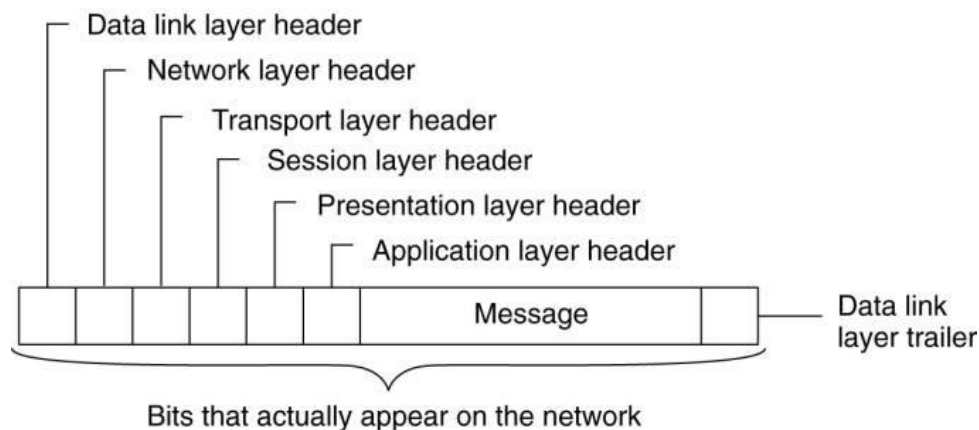 Data link layer header
Network layer header
Transport layer header
Session layer header
Presentation layer header
Application layer header
Message
Data link
layer trailer
Bits that actually appear on the network